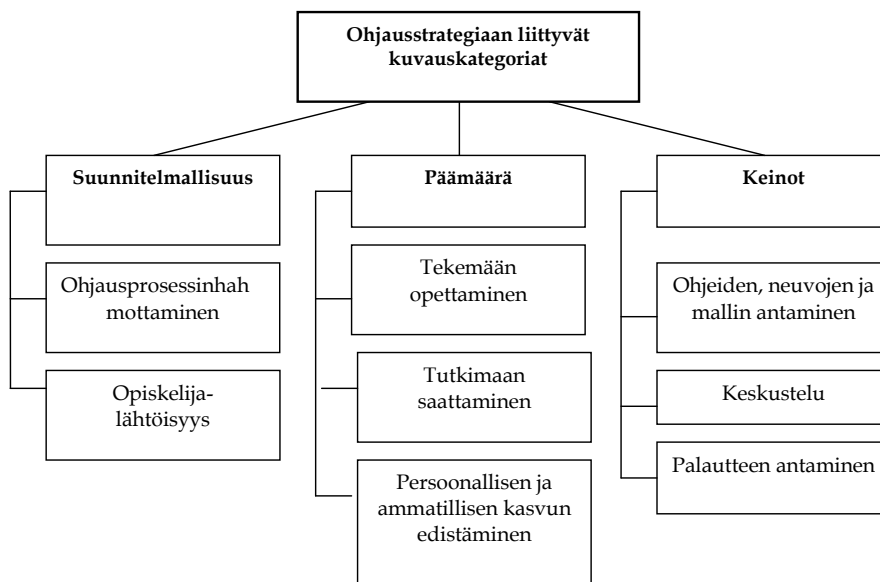 Ohjausstrategiaan liittyvät
kuvauskategoriat
Suunnitelmallisuus
Ohjausprosessinhah
mottaminen
Opiskelija-
lähtöisyys
Päämäärä
Tekemään
opettaminen
Tutkimaan
saattaminen
Persoonallisen ja
ammatillisen kasvun
edistäminen
Keinot
Ohjeiden, neuvojen ja
mallin antaminen
Keskustelu
Palautteen antaminen